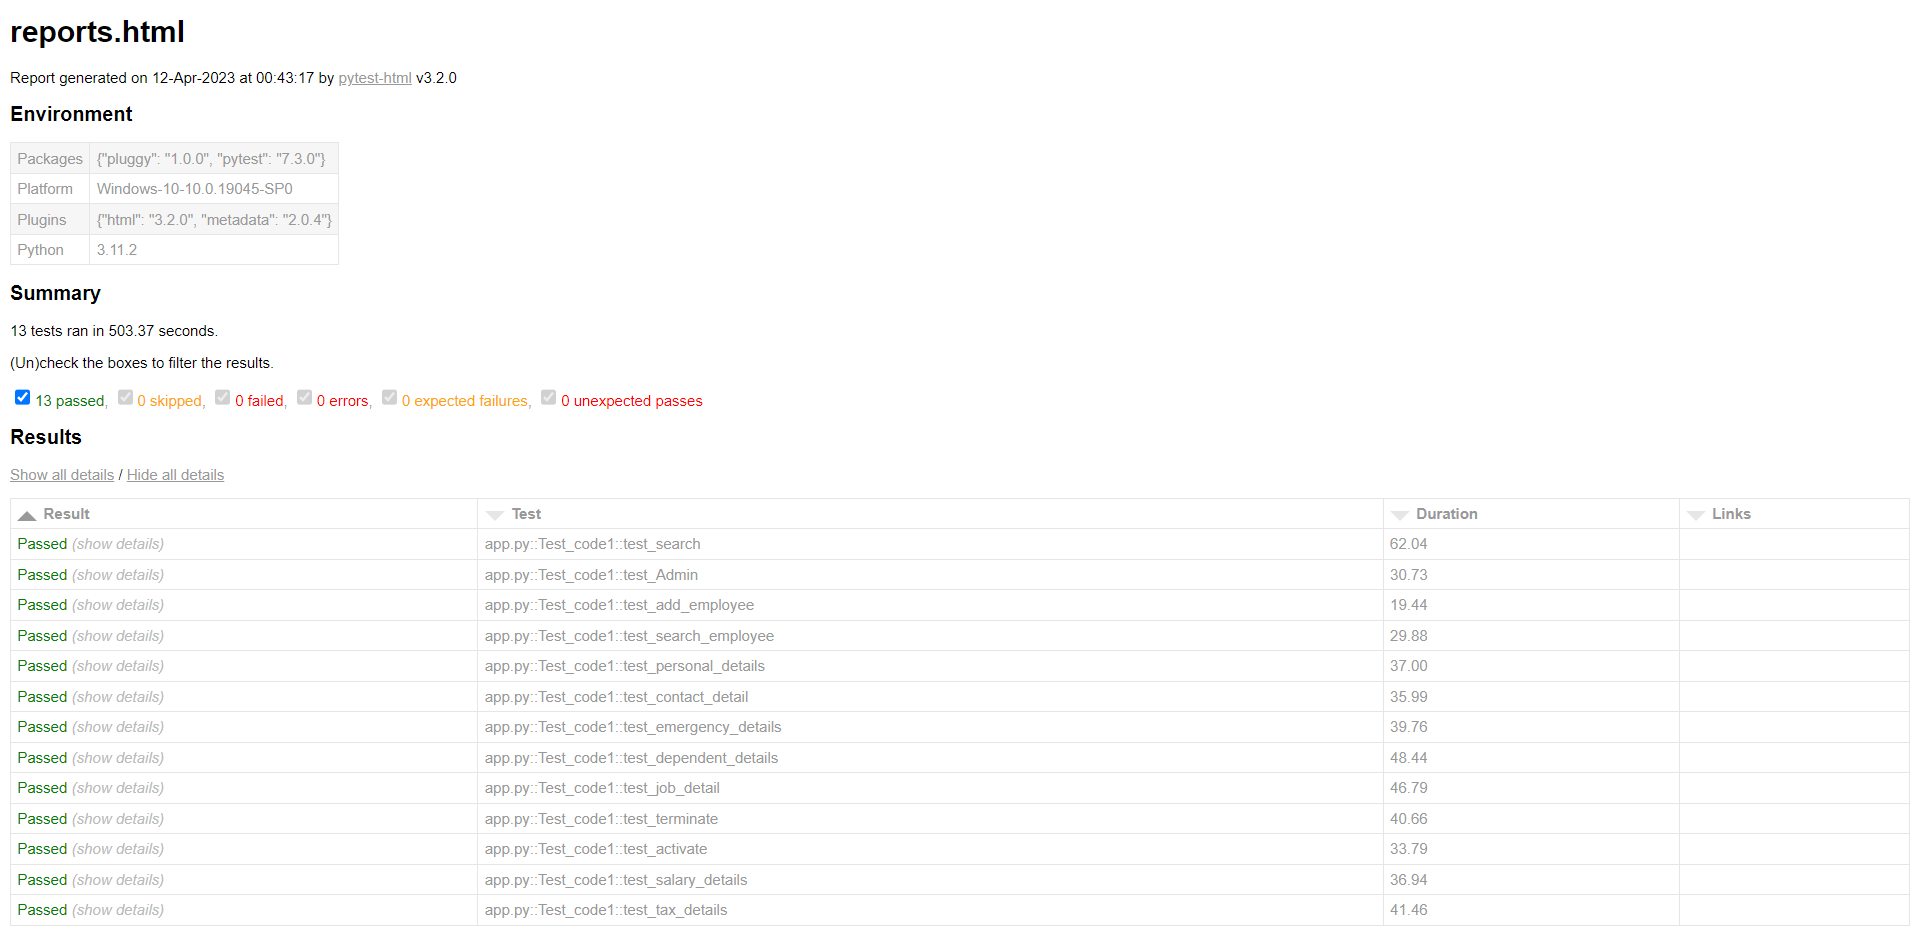 reports.html
Report generated on 12-Apr-2023 at 00:43:17 by pytest-html v3.2.0
Environment
Packages {"pluggy": "1.0.0", "pytest": "7.3.0"}
Platform Windows-10-10.0.19045-SP0
Plugins {"html": "3.2.0", "metadata": "2.0.4"}
Python 3.11.2
Summary
13 tests ran in 503.37 seconds.
(Un)check the boxes to filter the results.
13 passed, 0 skipped, 0 failed, 0 errors, 0 expected failures, 0 unexpected passes
Results
Show all details / Hide all details
Result Test Duration Links
Passed (show details) app.py::Test_code1::test_search 62.04
Passed (show details) app.py::Test_code1::test_Admin 30.73
Passed (show details) app.py::Test_code1::test_add_employee 19.44
Passed (show details) app.py::Test_code1::test_search_employee 29.88
Passed (show details) app.py::Test_code1::test_personal_details 37.00
Passed (show details) app.py::Test_code1::test_contact_detail 35.99
Passed (show details) app.py::Test_code1::test_emergency_details 39.76
Passed (show details) app.py::Test_code1::test_dependent_details 48.44
Passed (show details) app.py::Test_code1::test_job_detail 46.79
Passed (show details) app.py::Test_code1::test_terminate 40.66
Passed (show details) app.py::Test_code1::test_activate 33.79
Passed (show details) app.py::Test_code1::test_salary_details 36.94
Passed (show details) app.py::Test_code1::test_tax_details 41.46